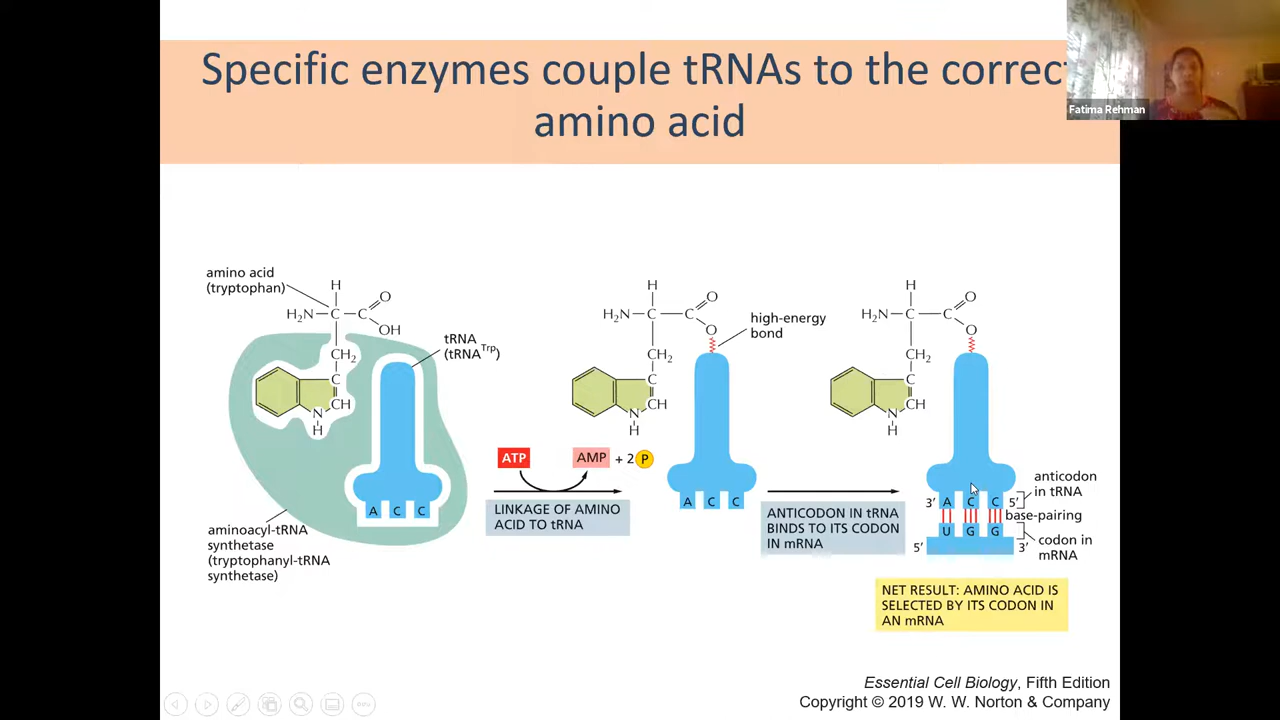 Specific enzymes couple tRNAs to the correct
amino acid
Fatima Rehman
amino acid
(tryptophan)
H
H₂N C C O
OH
CH₂
C
CH
N
H
tRNA
(tRNATrp)
A C C
aminoacyl-tRNA
synthetase
(tryptophanyl-tRNA
synthetase)
ATP AMP + 2 P
LINKAGE OF AMINO
ACID TO tRNA
H
H₂N C C O
O
CH₂
C
CH
N
H
high-energy
bond
A C C
ANTICODON IN tRNA
BINDS TO ITS CODON
IN mRNA
H
H₂N C C O
O
CH₂
C
CH
N
H
anticodon
in tRNA
3′ A C C 5′
base-pairing
U G G
5′ 3′
codon in
mRNA
NET RESULT: AMINO ACID IS
SELECTED BY ITS CODON IN
AN mRNA
Essential Cell Biology, Fifth Edition
Copyright © 2019 W. W. Norton & Company